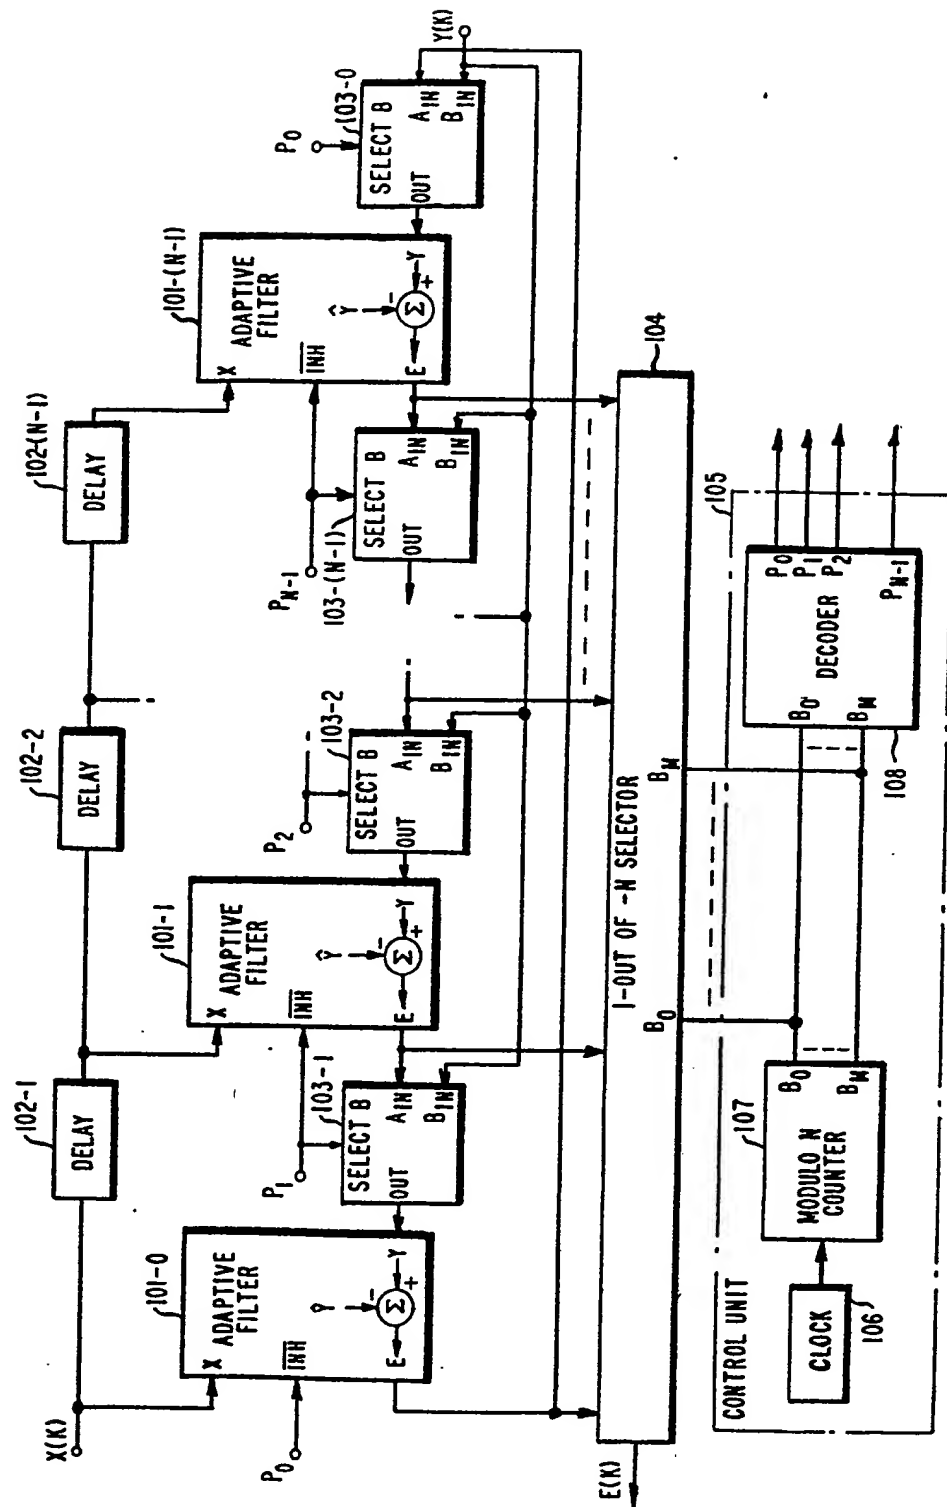 X(K)
102-1
DELAY
102-2
DELAY
102-(N-1)
DELAY
101-0
X ADAPTIVE
FILTER
INH
Ŷ
-
Σ
+
Y
E
P0
P1
103-1
SELECT B
AIN
BIN
OUT
101-1
X ADAPTIVE
FILTER
INH
Ŷ
-
Σ
+
Y
E
P2
103-2
SELECT B
AIN
BIN
OUT
PN-1
103-(N-1)
SELECT B
AIN
BIN
OUT
101-(N-1)
X ADAPTIVE
FILTER
INH
Ŷ
-
Σ
+
Y
E
P0
103-0
SELECT B
AIN
BIN
OUT
Y(K)
104
1-OUT OF -N SELECTOR
B0
BM
E(K)
105
CONTROL UNIT
CLOCK
106
107
MODULO N
COUNTER
B0
BM
DECODER
108
B0
BM
P0
P1
P2
PN-1